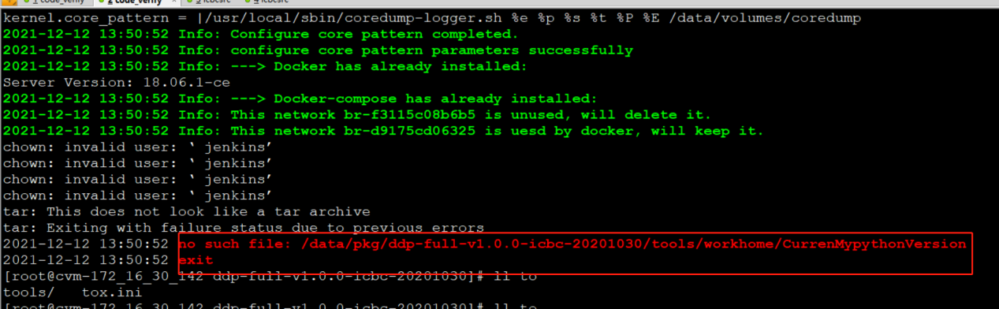 1 code_verify 2 code_verify × 3 icbcsrc 4 icbcsrc
kernel.core_pattern = |/usr/local/sbin/coredump-logger.sh %e %p %s %t %P %E /data/volumes/coredump
2021-12-12 13:50:52 Info: Configure core pattern completed.
2021-12-12 13:50:52 Info: configure core pattern parameters successfully
2021-12-12 13:50:52 Info: ---> Docker has already installed:
Server Version: 18.06.1-ce
2021-12-12 13:50:52 Info: ---> Docker-compose has already installed:
2021-12-12 13:50:52 Info: This network br-f3115c08b6b5 is unused, will delete it.
2021-12-12 13:50:52 Info: This network br-d9175cd06325 is uesd by docker, will keep it.
chown: invalid user: ‘ jenkins’
chown: invalid user: ‘ jenkins’
chown: invalid user: ‘ jenkins’
chown: invalid user: ‘ jenkins’
tar: This does not look like a tar archive
tar: Exiting with failure status due to previous errors
2021-12-12 13:50:52 no such file: /data/pkg/ddp-full-v1.0.0-icbc-20201030/tools/workhome/CurrenMypythonVersion
2021-12-12 13:50:52 exit
[root@cvm-172_16_30_142 ddp-full-v1.0.0-icbc-20201030]# ll to
tools/ tox.ini
[root@cvm-172_16_30_142 ddp-full-v1.0.0-icbc-20201030]# ll to